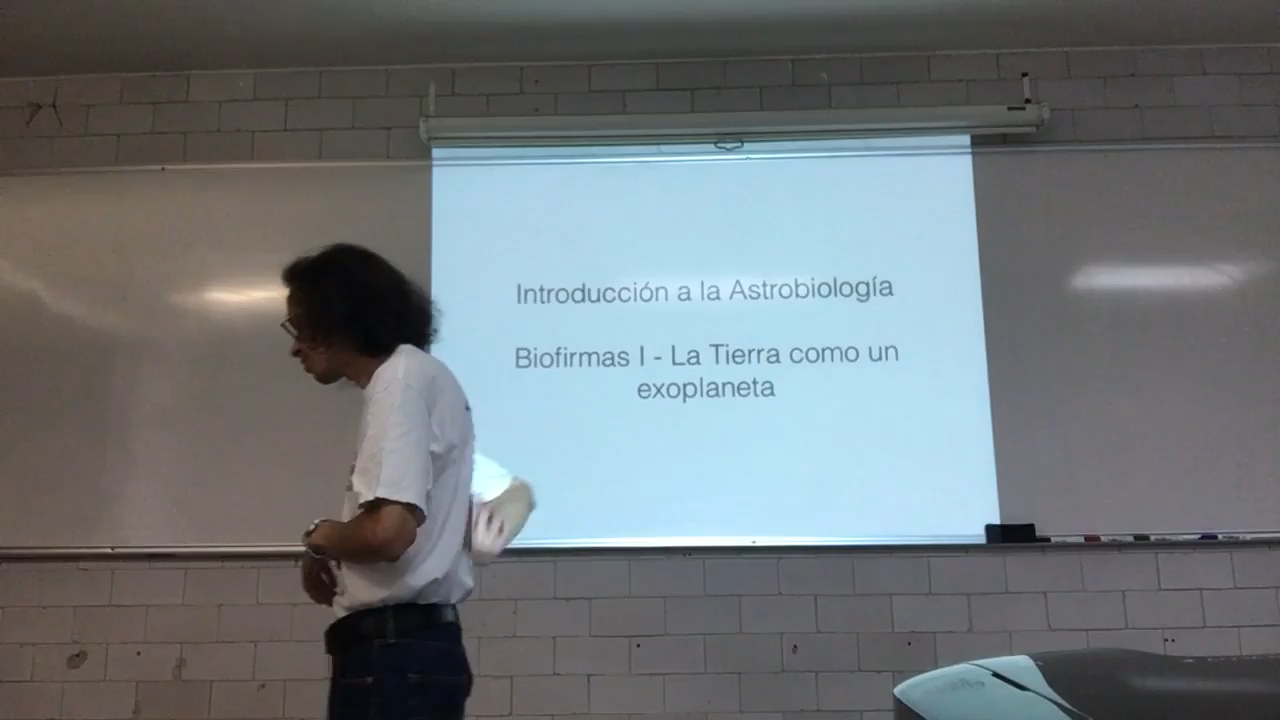 Introducción a la Astrobiología
Biofirmas I - La Tierra como un
exoplaneta